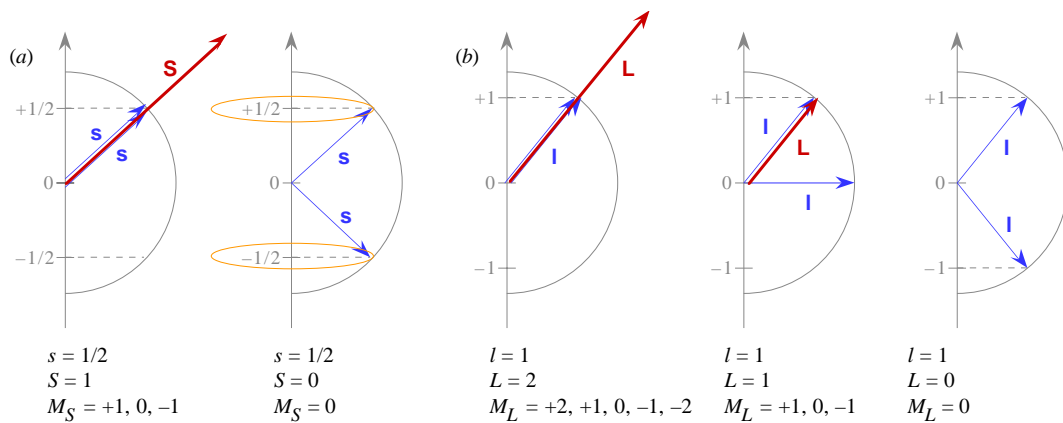 (a)
S
+1/2
s
s
0
–1/2
s = 1/2
S = 1
M_S = +1, 0, –1
+1/2
s
0
s
–1/2
s = 1/2
S = 0
M_S = 0
(b)
L
+1
l
0
–1
l = 1
L = 2
M_L = +2, +1, 0, –1, –2
+1
l
L
0
l
–1
l = 1
L = 1
M_L = +1, 0, –1
+1
l
0
l
–1
l = 1
L = 0
M_L = 0